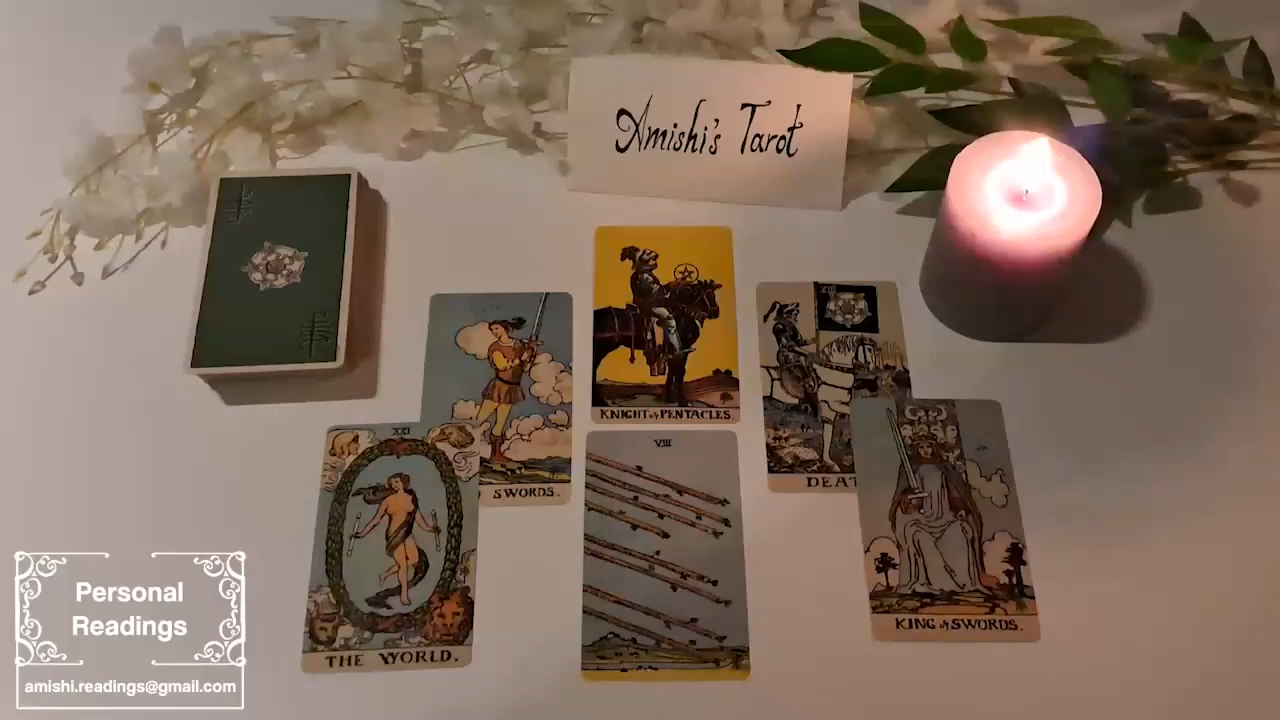 Amishi's Tarot
KNIGHT of PENTACLES.
XIII
SWORDS.
DEAT
XXI
VIII
THE WORLD.
KING of SWORDS.
Personal
Readings
amishi.readings@gmail.com